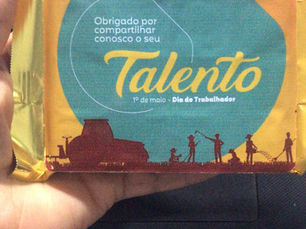 Obrigado por
compartilhar
conosco o seu
Talento
1º de maio - Dia do Trabalhador